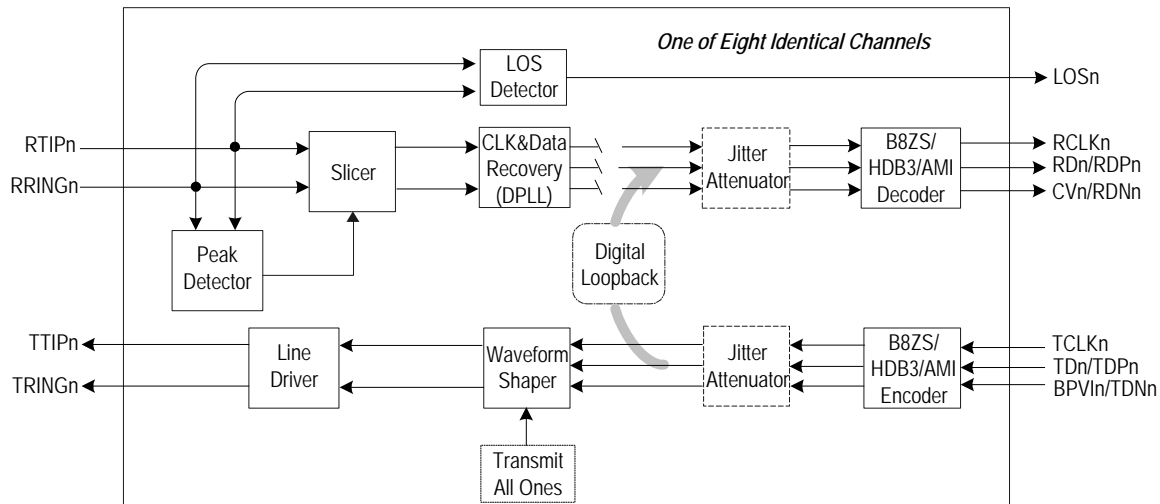 One of Eight Identical Channels
LOS
Detector
LOSn
RTIPn
RRINGn
Slicer
CLK&Data
Recovery
(DPLL)
Jitter
Attenuator
B8ZS/
HDB3/AMI
Decoder
RCLKn
RDn/RDPn
CVn/RDNn
Peak
Detector
Digital
Loopback
TTIPn
TRINGn
Line
Driver
Waveform
Shaper
Jitter
Attenuator
B8ZS/
HDB3/AMI
Encoder
TCLKn
TDn/TDPn
BPVIn/TDNn
Transmit
All Ones